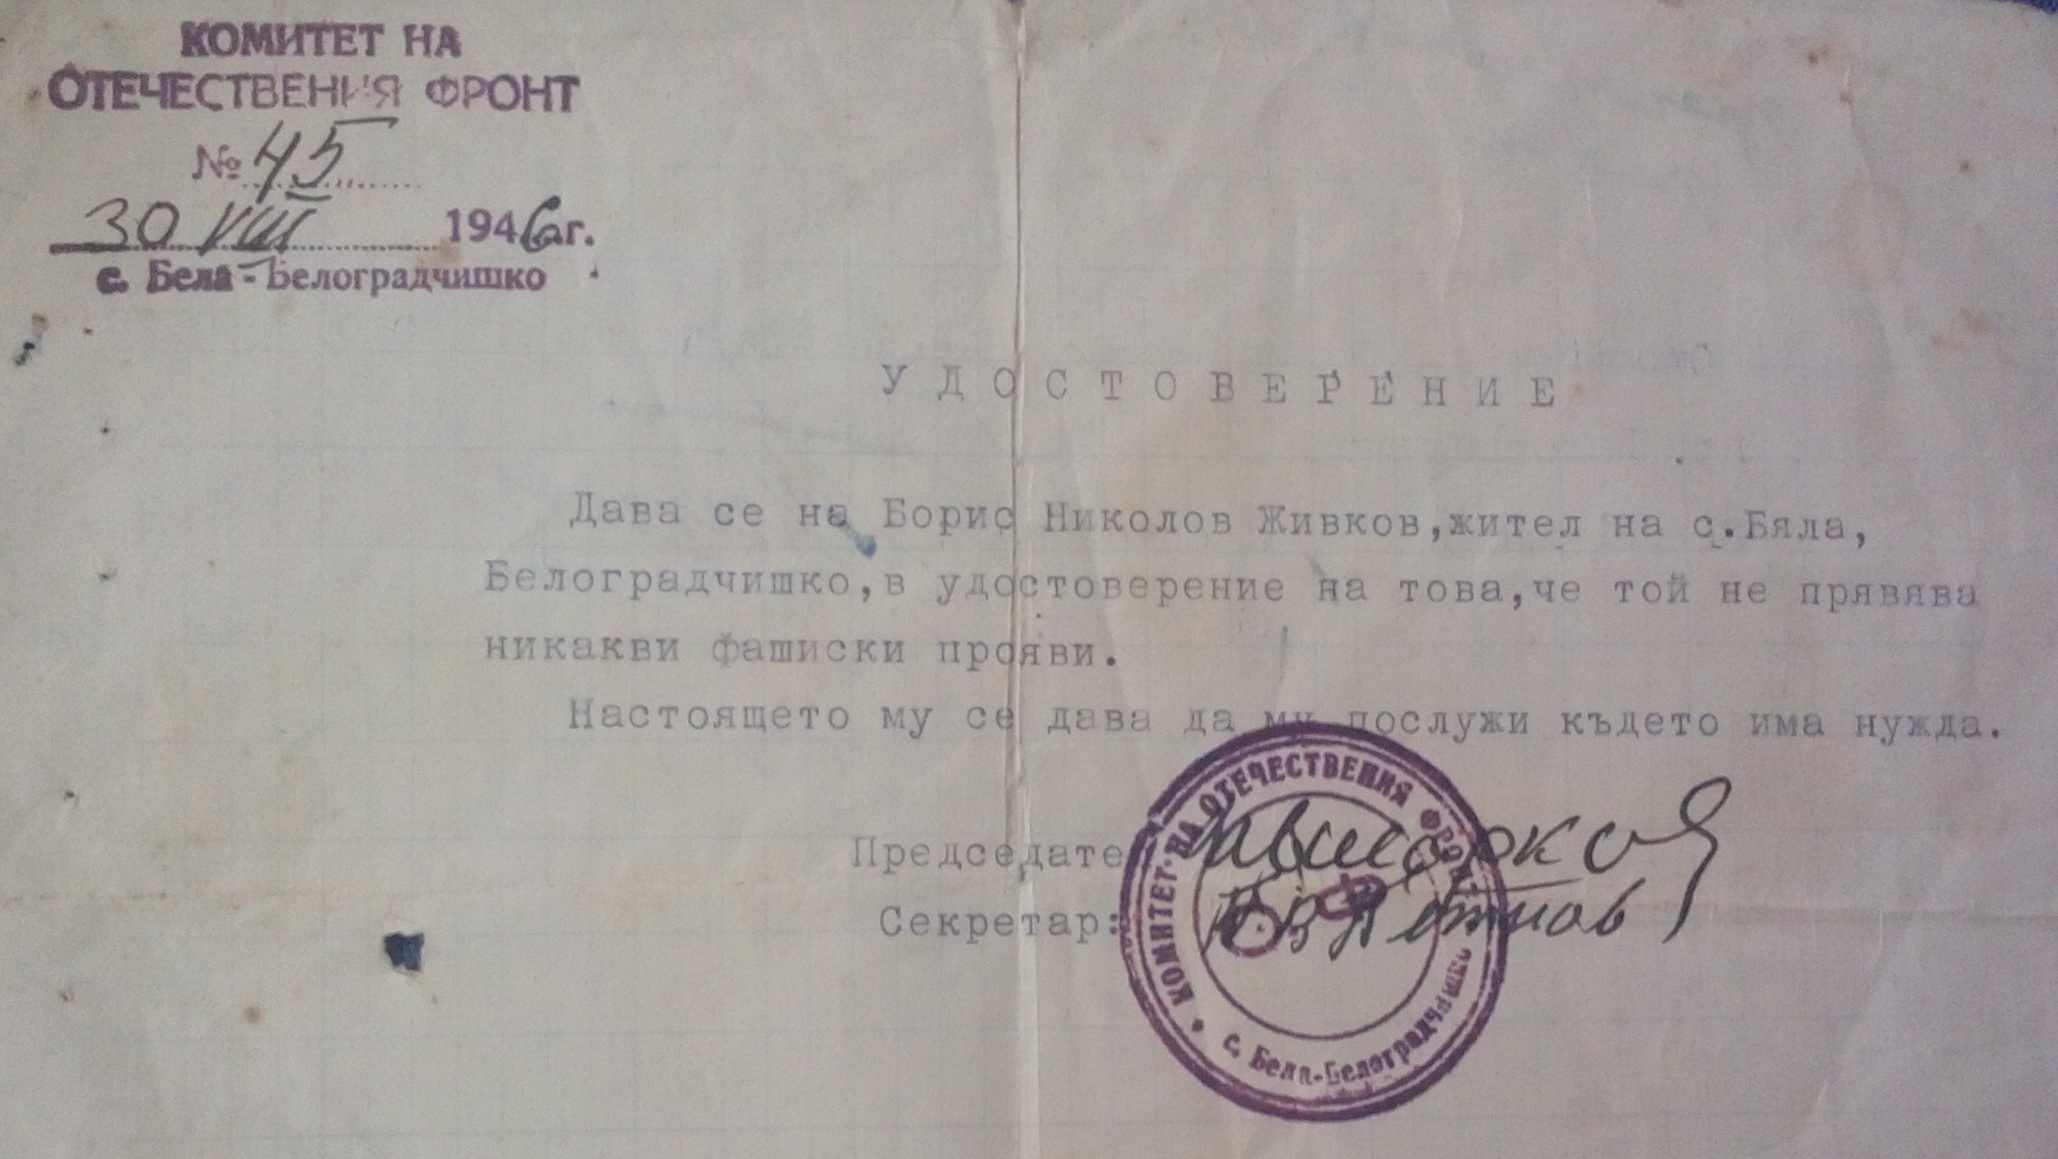 КОМИТЕТ НА
ОТЕЧЕСТВЕНИЯ ФРОНТ
№ 45
30 VIII 1946 г.
с. Бела - Белоградчишко
УДОСТОВЕРЕНИЕ
Дава се на Борис Николов Живков,жител на с.Бяла,
Белоградчишко,в удостоверение на това,че той не прявява
никакви фашиски прояви.
Настоящето му се дава да му послужи където има нужда.
Председате
Секретар:
КОМИТЕТ НА ОТЕЧЕСТВЕНИЯ ФРОНТ
О Ф
с. Бела-Белоградчишко